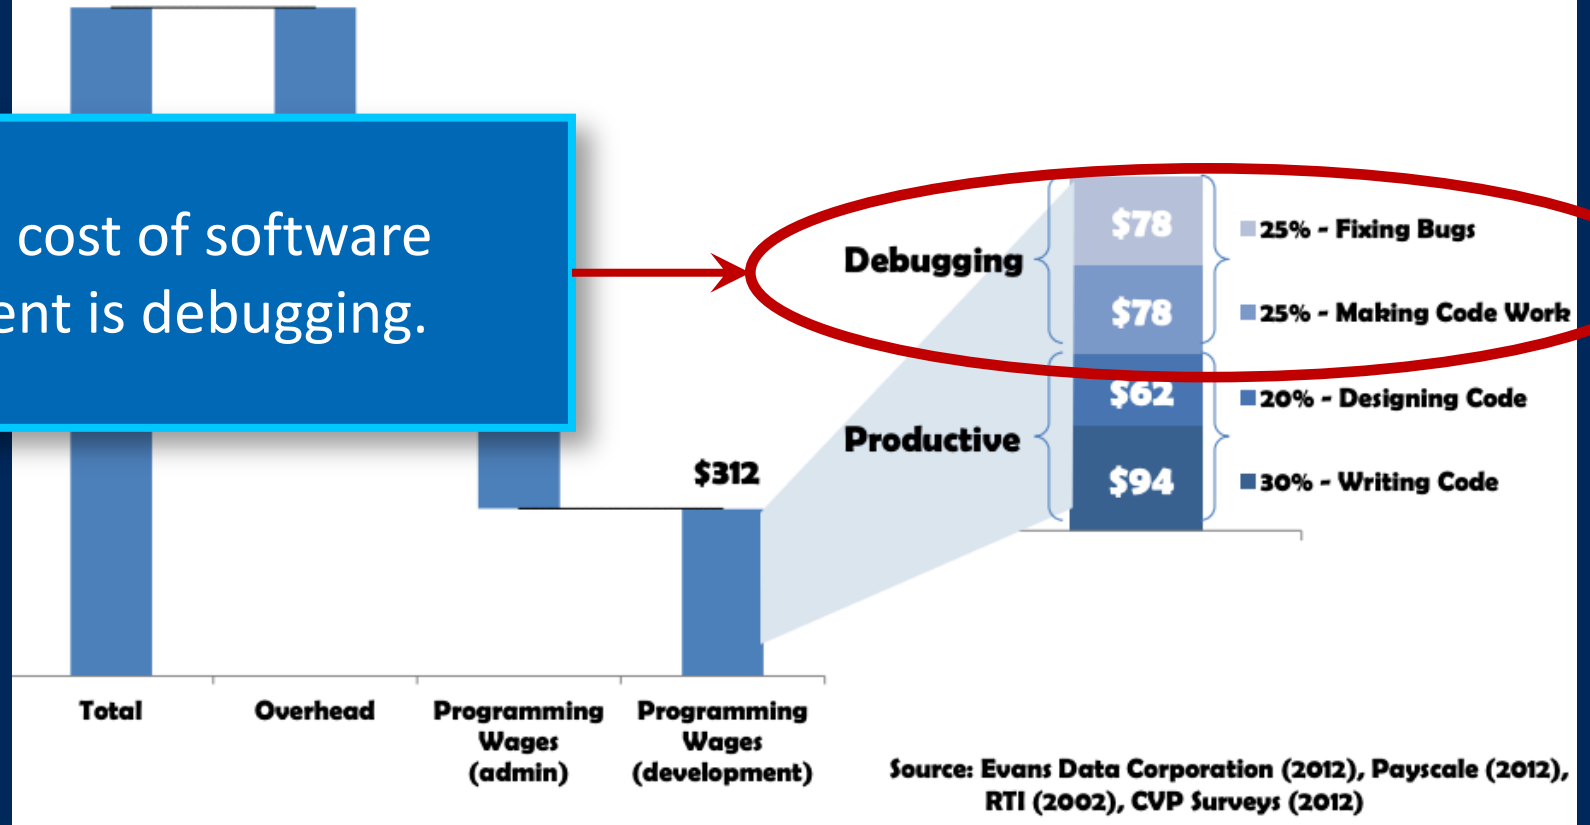 cost of software
ent is debugging.
Debugging
$78
25% - Fixing Bugs
$78
25% - Making Code Work
Productive
$62
20% - Designing Code
$94
30% - Writing Code
$312
Total
Overhead
Programming
Wages
(admin)
Programming
Wages
(development)
Source: Evans Data Corporation (2012), Payscale (2012),
RTI (2002), CVP Surveys (2012)